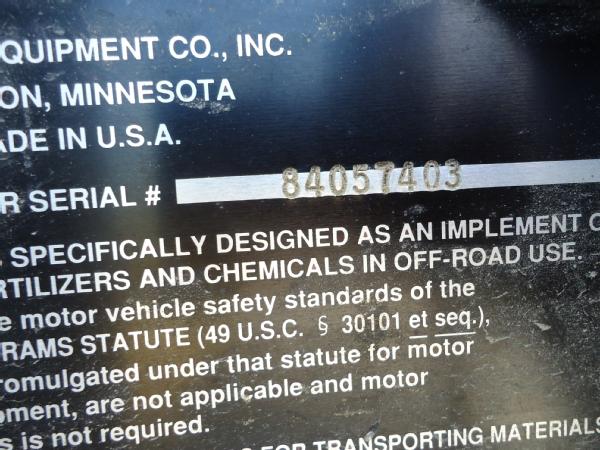 QUIPMENT CO., INC.
ON, MINNESOTA
ADE IN U.S.A.
R SERIAL # 84057403
SPECIFICALLY DESIGNED AS AN IMPLEMENT O
RTILIZERS AND CHEMICALS IN OFF-ROAD USE.
e motor vehicle safety standards of the
RAMS STATUTE (49 U.S.C. § 30101 et seq.),
romulgated under that statute for motor
pment, are not applicable and motor
s is not required.
FOR TRANSPORTING MATERIALS